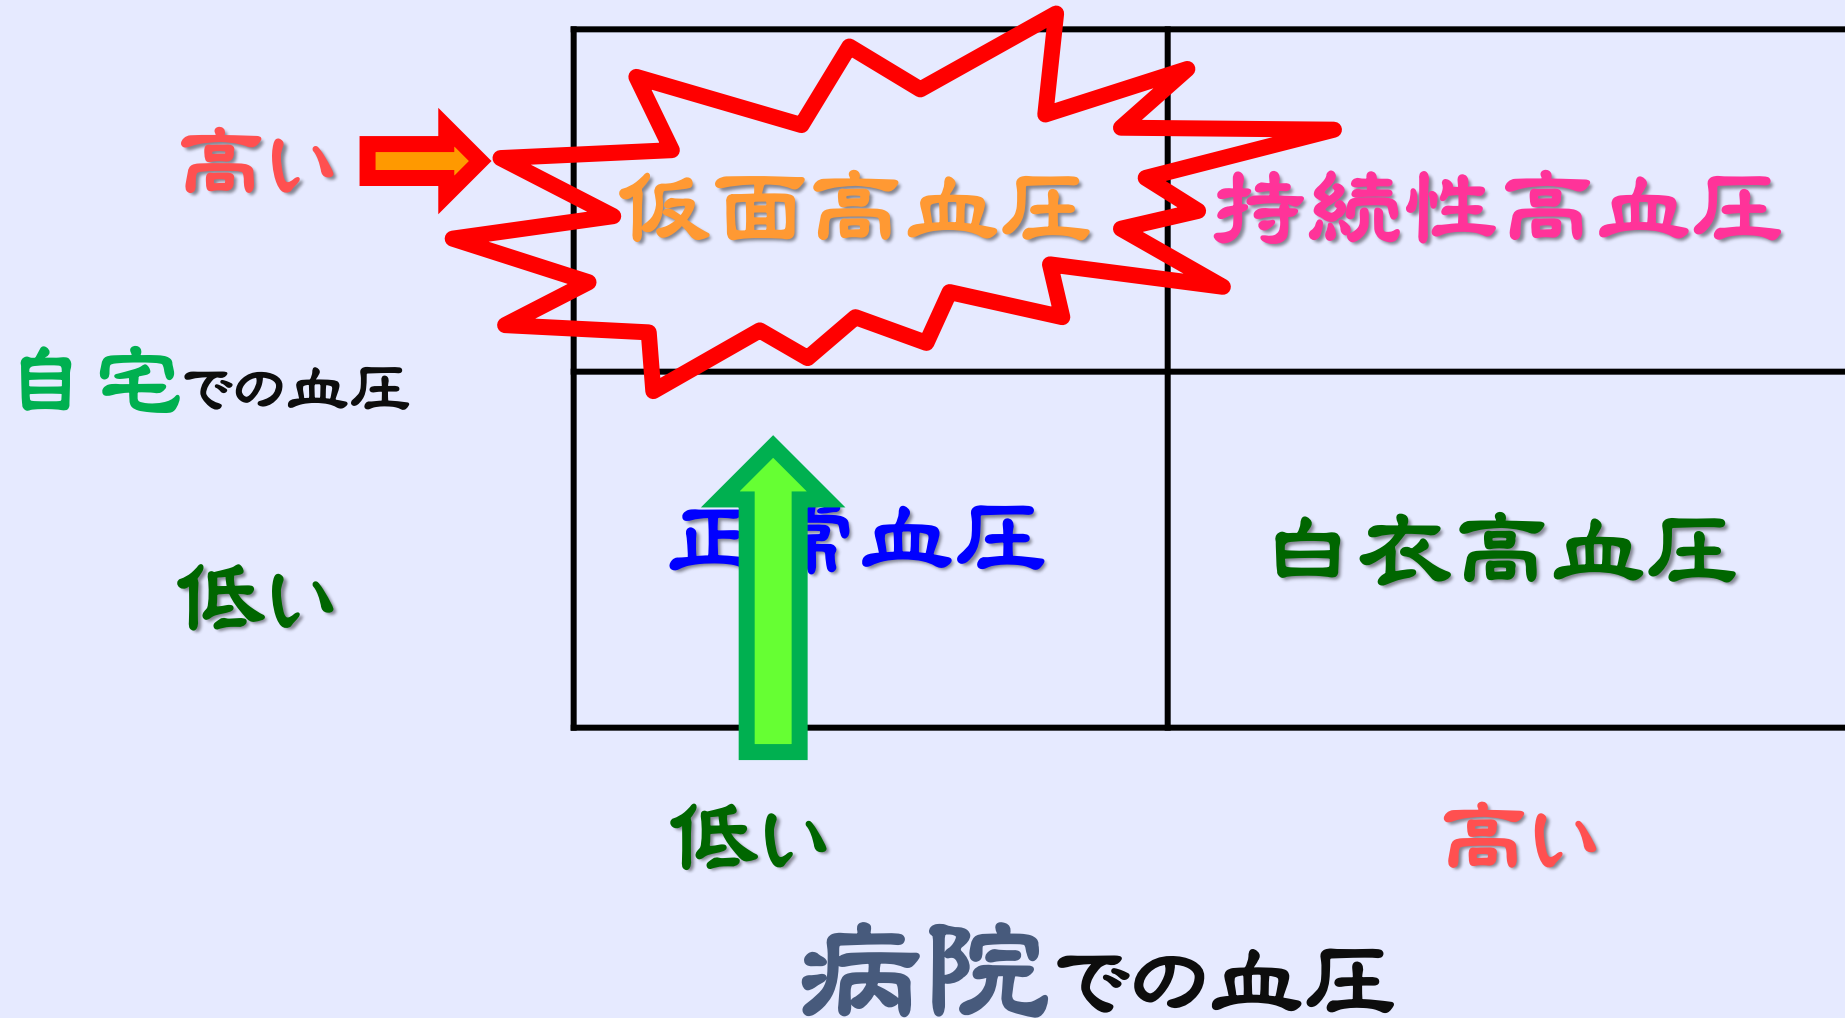 高い
仮面高血圧
持続性高血圧
自宅での血圧
低い
正常血圧
白衣高血圧
低い
高い
病院での血圧